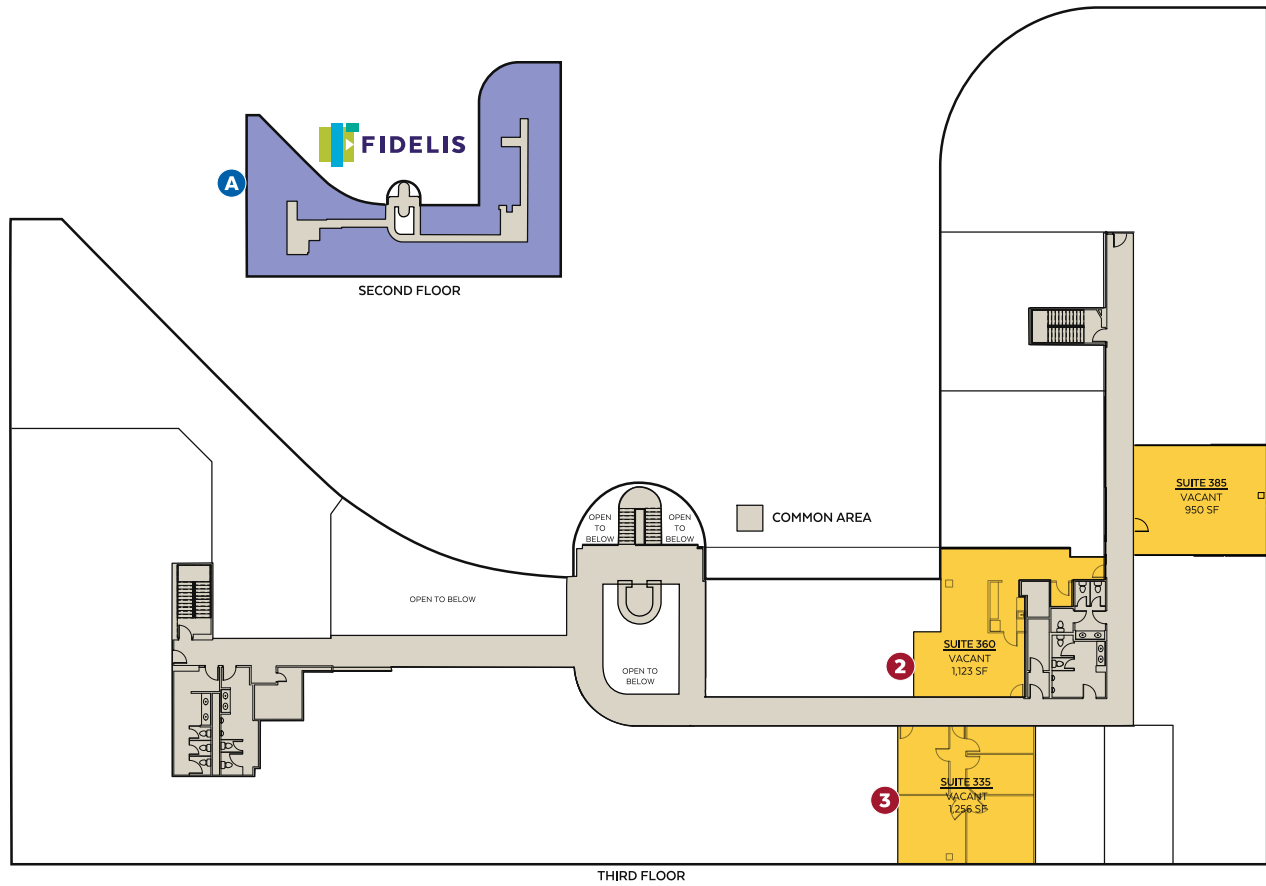 FIDELIS
A
SECOND FLOOR
OPEN
TO
BELOW
OPEN
TO
BELOW
COMMON AREA
SUITE 385
VACANT
950 SF
OPEN TO BELOW
OPEN TO
BELOW
SUITE 360
VACANT
1,123 SF
2
SUITE 335
VACANT
1,256 SF
3
THIRD FLOOR